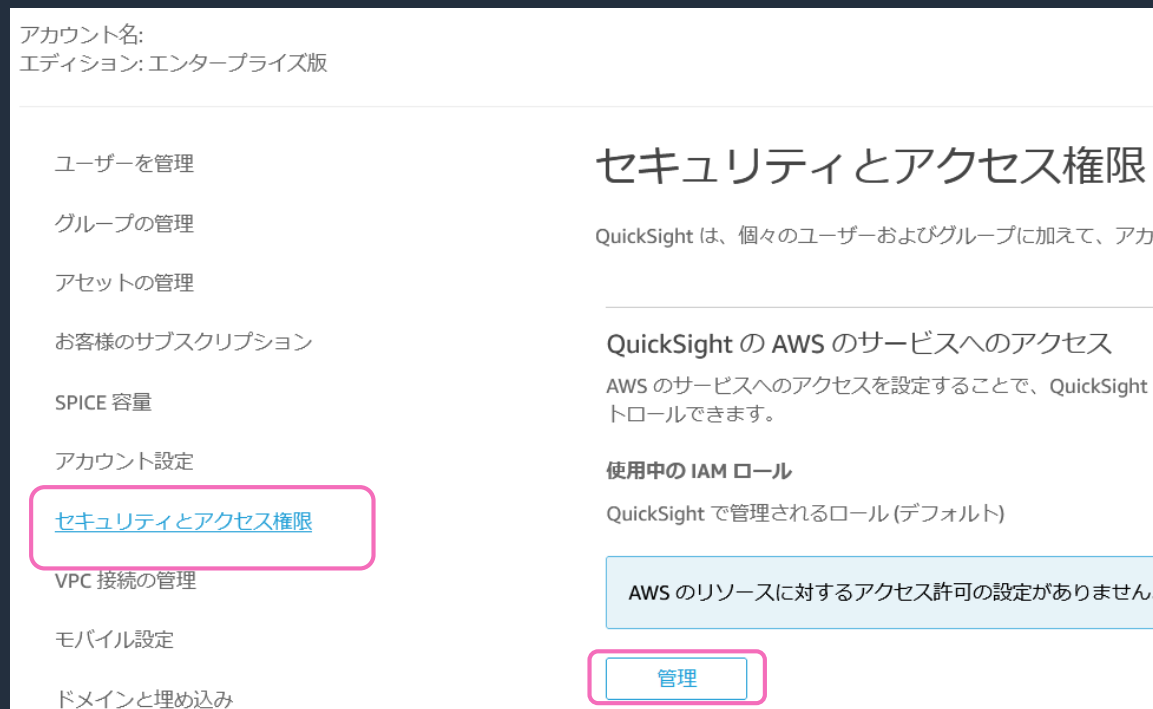 アカウント名:
エディション: エンタープライズ版
ユーザーを管理
グループの管理
アセットの管理
お客様のサブスクリプション
SPICE 容量
アカウント設定
セキュリティとアクセス権限
VPC 接続の管理
モバイル設定
ドメインと埋め込み
セキュリティとアクセス権限
QuickSight は、個々のユーザーおよびグループに加えて、アカ
QuickSight の AWS のサービスへのアクセス
AWS のサービスへのアクセスを設定することで、QuickSight
トロールできます。
使用中の IAM ロール
QuickSight で管理されるロール (デフォルト)
AWS のリソースに対するアクセス許可の設定がありません
管理